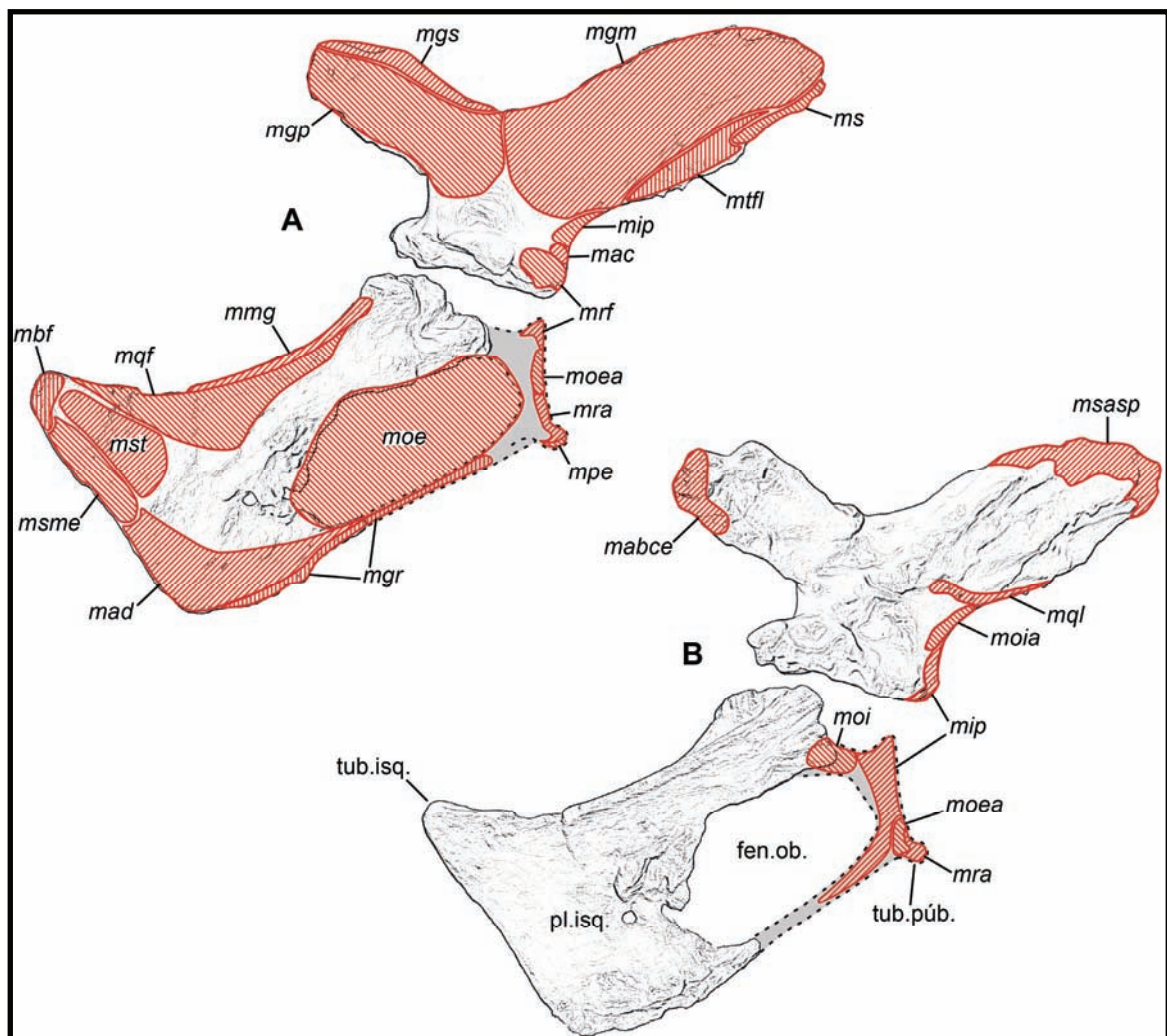 mgs
mgm
mgp
ms
mtfl
A
mip
mac
mrf
mmg
mbf
mqf
moea
mra
mst
moe
mpe
msasp
msme
mabce
mgr
mad
mql
moia
B
moi
mip
tub.isq.
moea
fen.ob.
mra
pl.isq.
tub.púb.